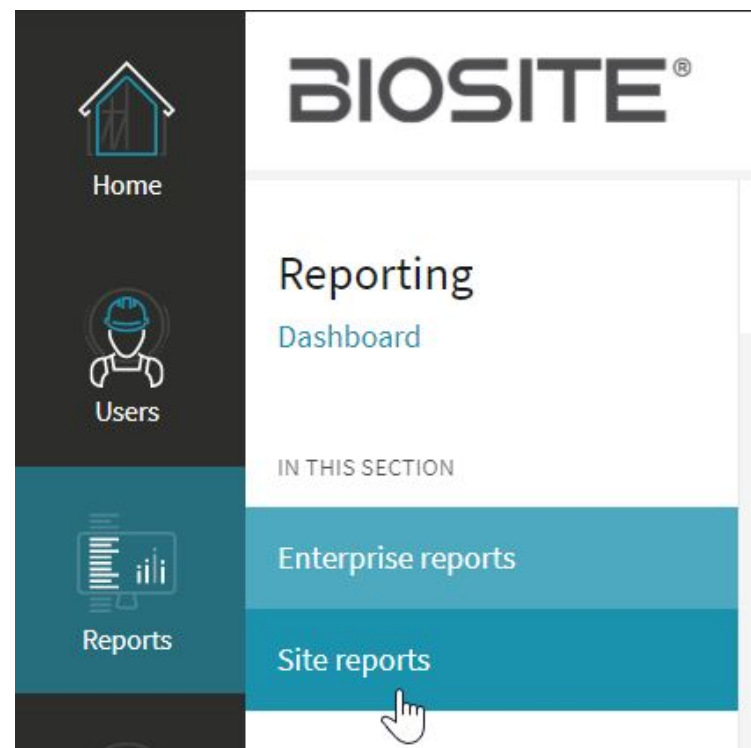 BIOSITE®
Home
Reporting
Dashboard
Users
IN THIS SECTION
Enterprise reports
Reports
Site reports